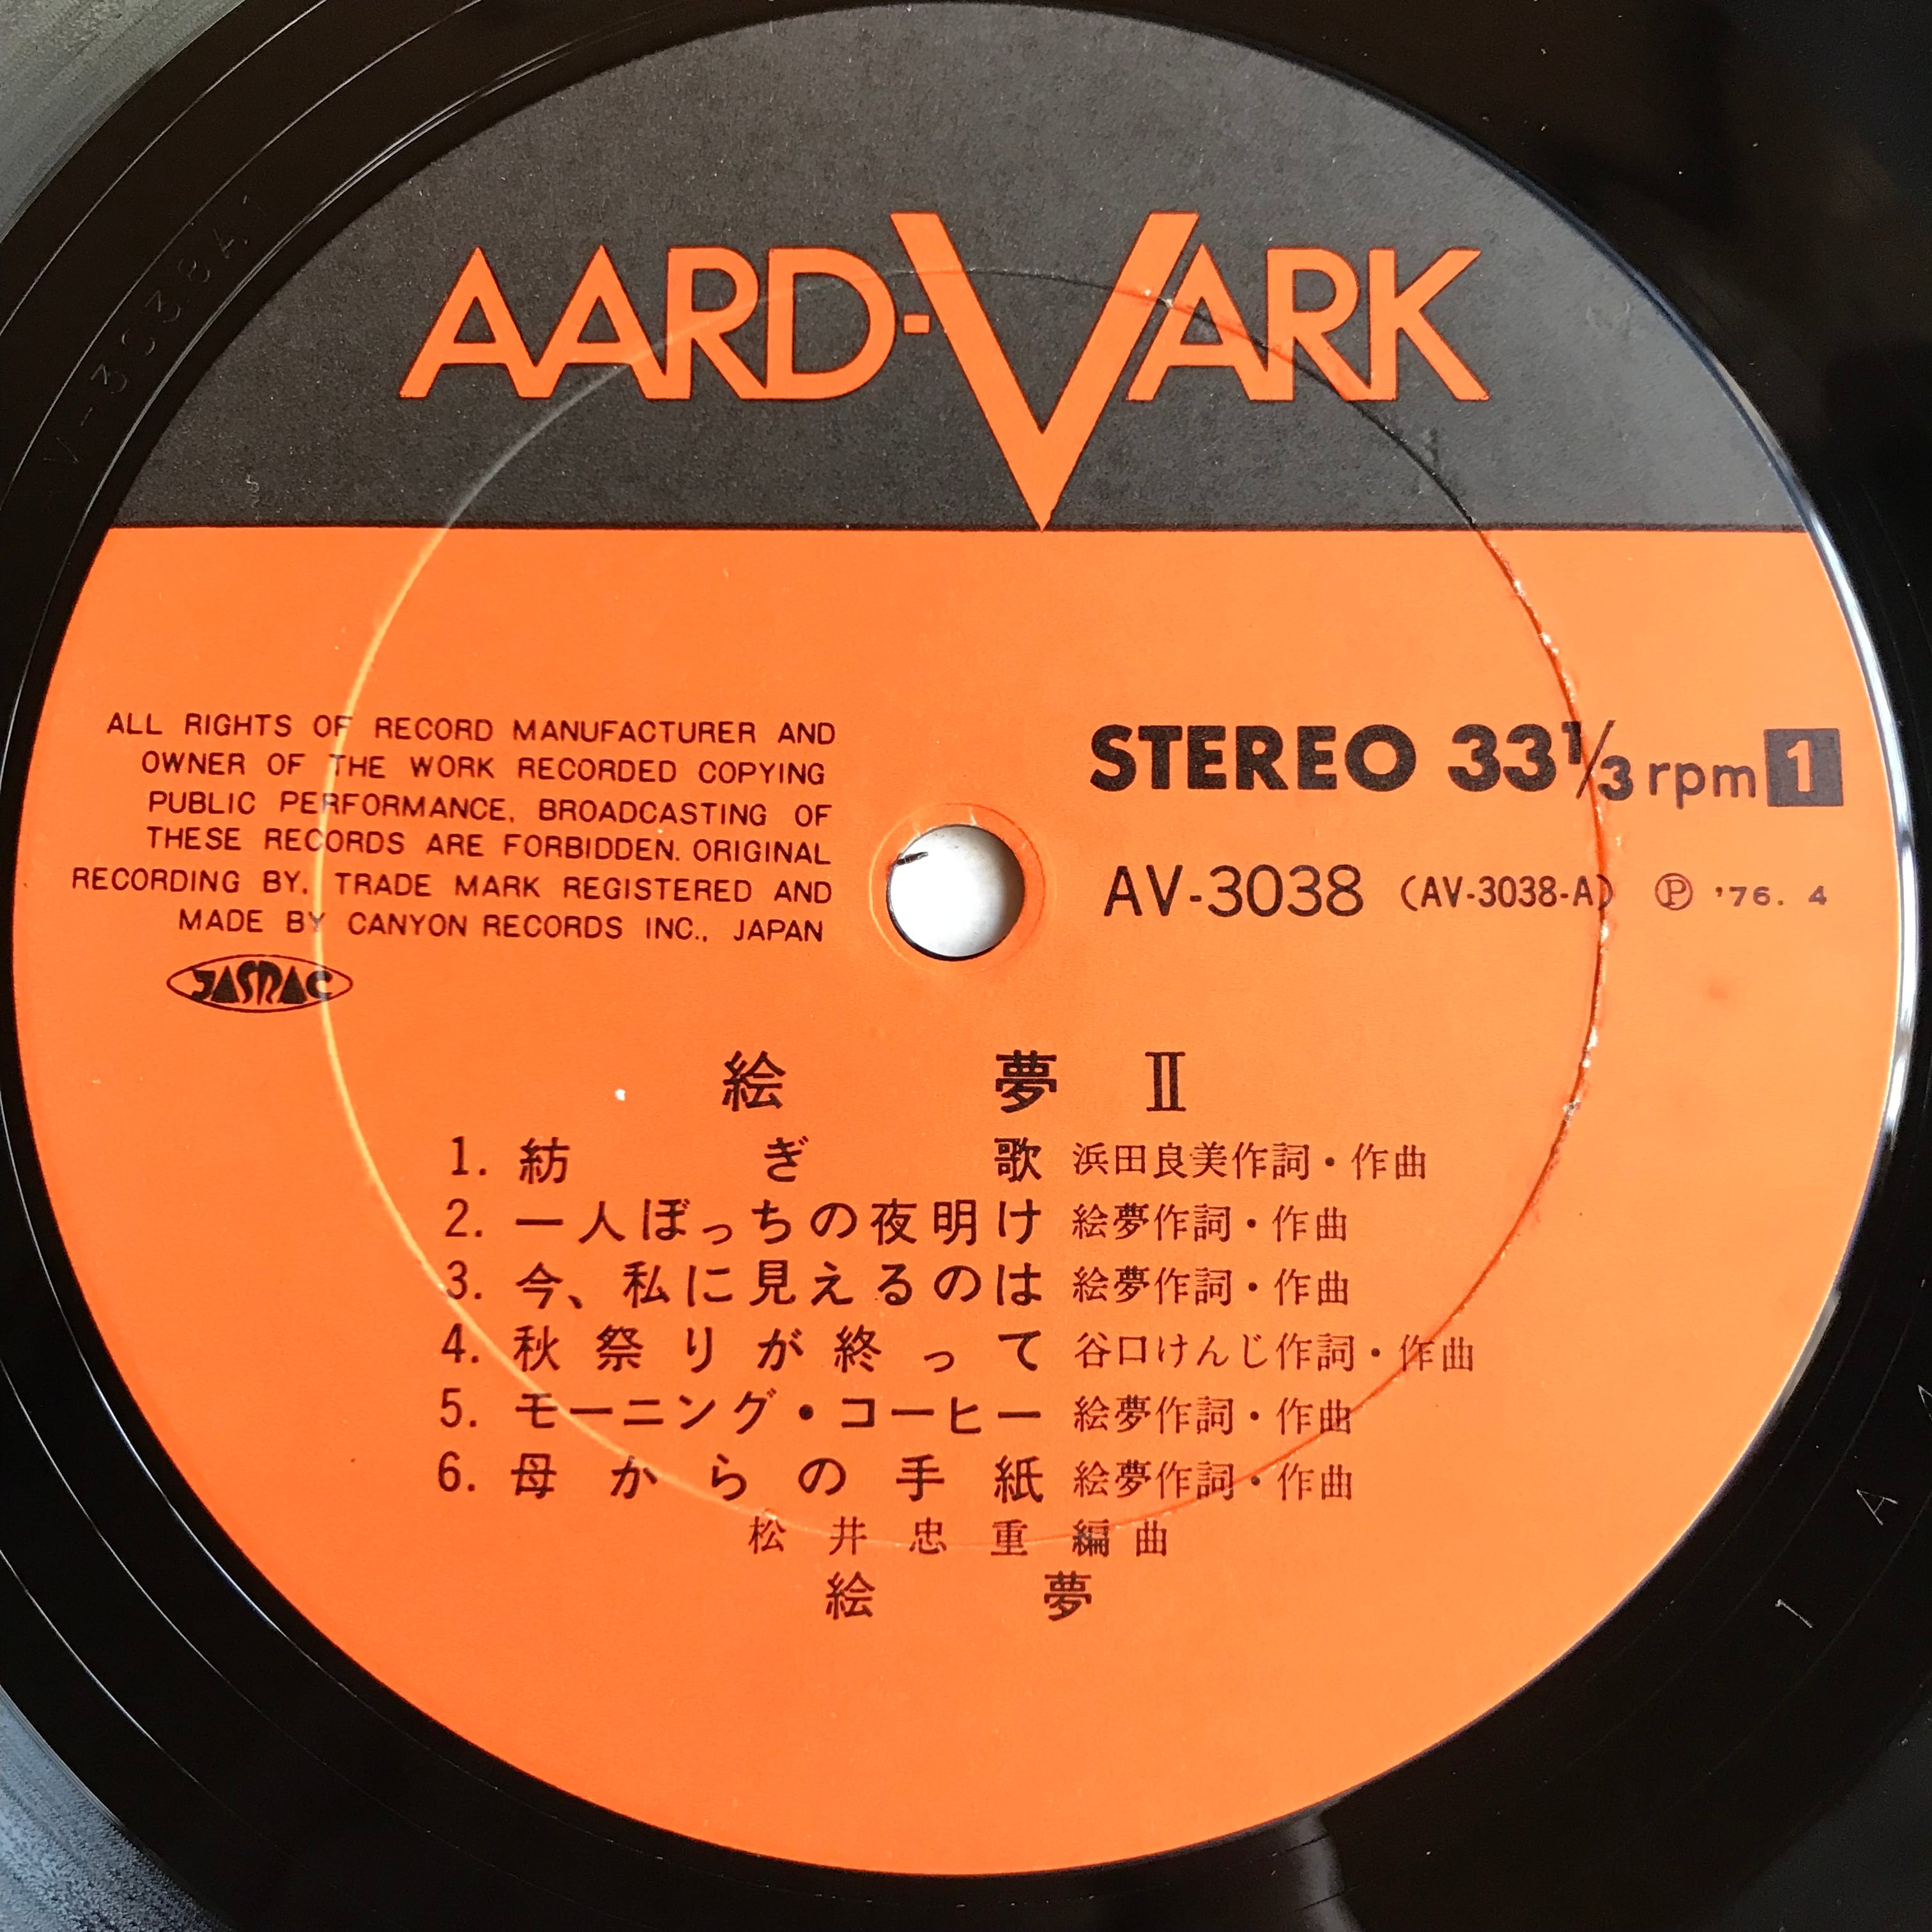 AARD-VARK
ALL RIGHTS OF RECORD MANUFACTURER AND
OWNER OF THE WORK RECORDED COPYING
PUBLIC PERFORMANCE, BROADCASTING OF
THESE RECORDS ARE FORBIDDEN. ORIGINAL
RECORDING BY. TRADE MARK REGISTERED AND
MADE BY CANYON RECORDS INC., JAPAN
JASRAC
STEREO 33⅓ rpm 1
AV-3038 (AV-3038-A) Ⓟ '76. 4
絵夢 Ⅱ
1. 紡ぎ歌 浜田良美作詞・作曲
2. 一人ぼっちの夜明け 絵夢作詞・作曲
3. 今、私に見えるのは 絵夢作詞・作曲
4. 秋祭りが終って 谷口けんじ作詞・作曲
5. モーニング・コーヒー 絵夢作詞・作曲
6. 母からの手紙 絵夢作詞・作曲
松井忠重 編曲
絵夢